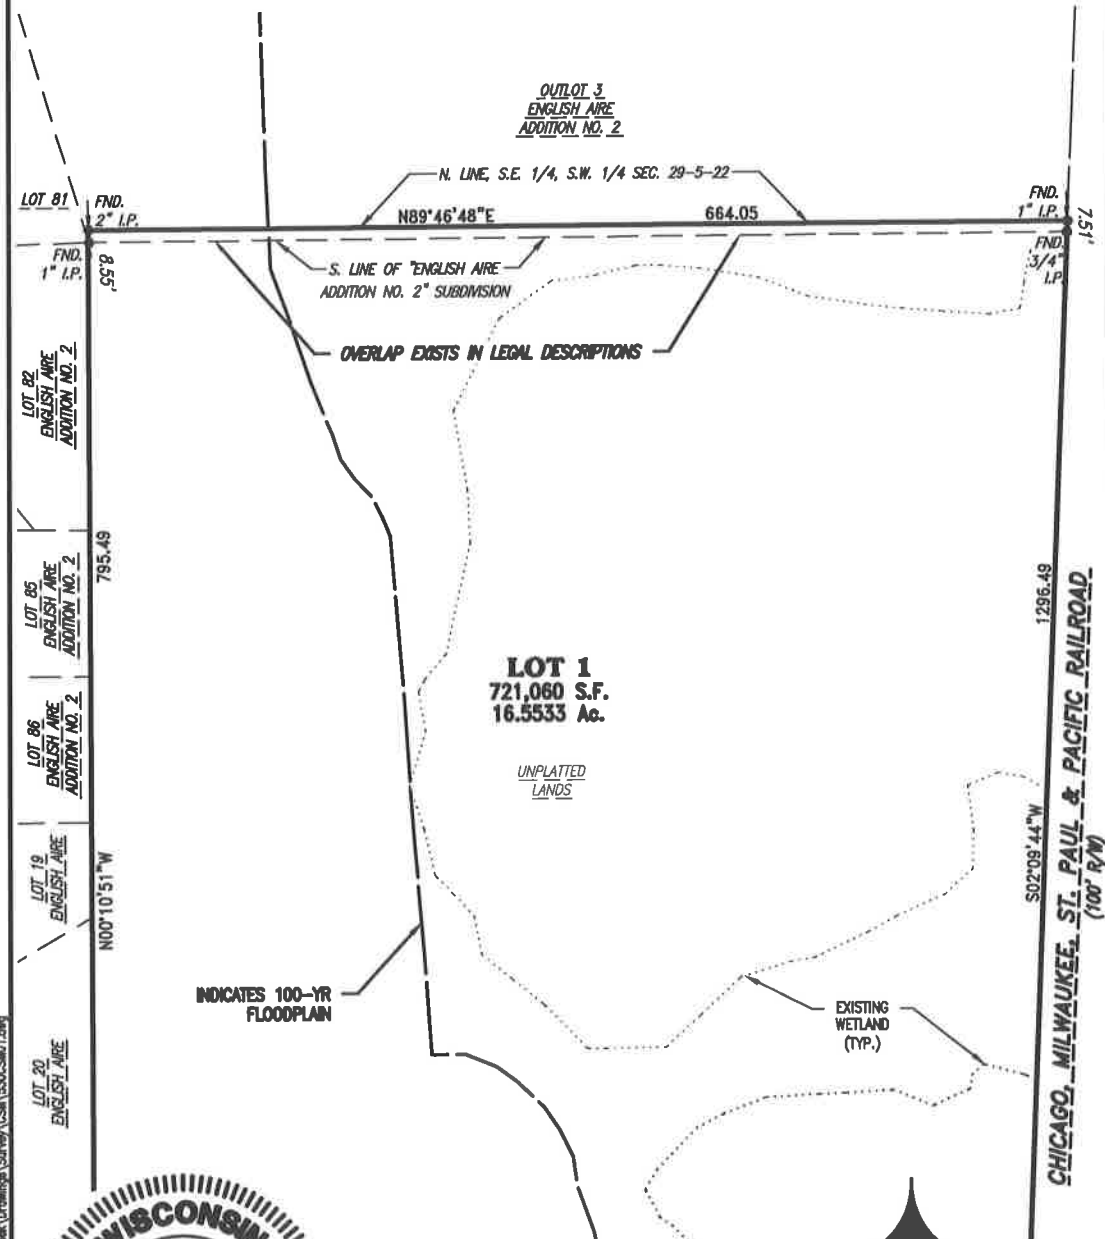 OUTLOT 3
ENGLISH AIRE
ADDITION NO. 2
N. LINE, S.E. 1/4, S.W. 1/4 SEC. 29-5-22
LOT 81
FND.
2" I.P.
N89°46'48"E
664.05
FND.
1" I.P.
7.51'
FND.
1" I.P.
8.55'
S. LINE OF "ENGLISH AIRE
ADDITION NO. 2" SUBDIVISION
FND.
3/4"
I.P.
OVERLAP EXISTS IN LEGAL DESCRIPTIONS
LOT 82
ENGLISH AIRE
ADDITION NO. 2
795.49
LOT 85
ENGLISH AIRE
ADDITION NO. 2
1296.49
LOT 1
721,060 S.F.
16.5533 Ac.
LOT 86
ENGLISH AIRE
ADDITION NO. 2
UNPLATTED
LANDS
LOT 19
ENGLISH AIRE
N00°10'51"W
S02°09'44"W
CHICAGO, MILWAUKEE, ST. PAUL & PACIFIC RAILROAD
(100' R/W)
INDICATES 100-YR
FLOODPLAIN
EXISTING
WETLAND
(TYP.)
LOT 20
ENGLISH AIRE
WISCONSIN